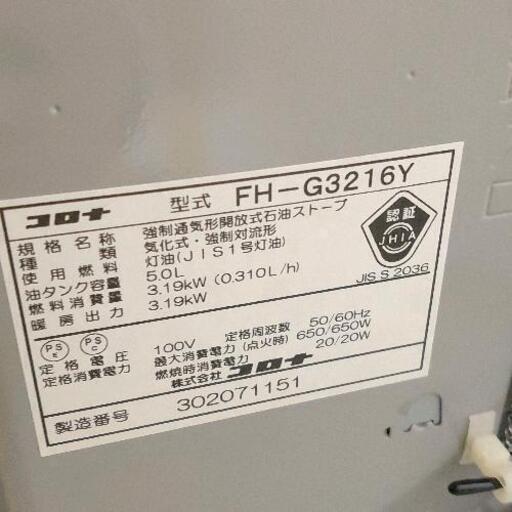 コロナ 型式 FH-G3216Y
規格名称 強制通気形開放式石油ストーブ
種類 気化式・強制対流形
使用燃料 灯油(JIS1号灯油)
油タンク容量 5.0L
燃料消費量 3.19kW (0.310L/h)
暖房出力 3.19kW
認証
JHIA
JIS S 2036
PS E PS C
定格電圧 100V 定格周波数 50/60Hz
定格消費電力 最大消費電力(点火時) 650/650W
燃焼時消費電力 20/20W
株式会社コロナ
製造番号 302071151